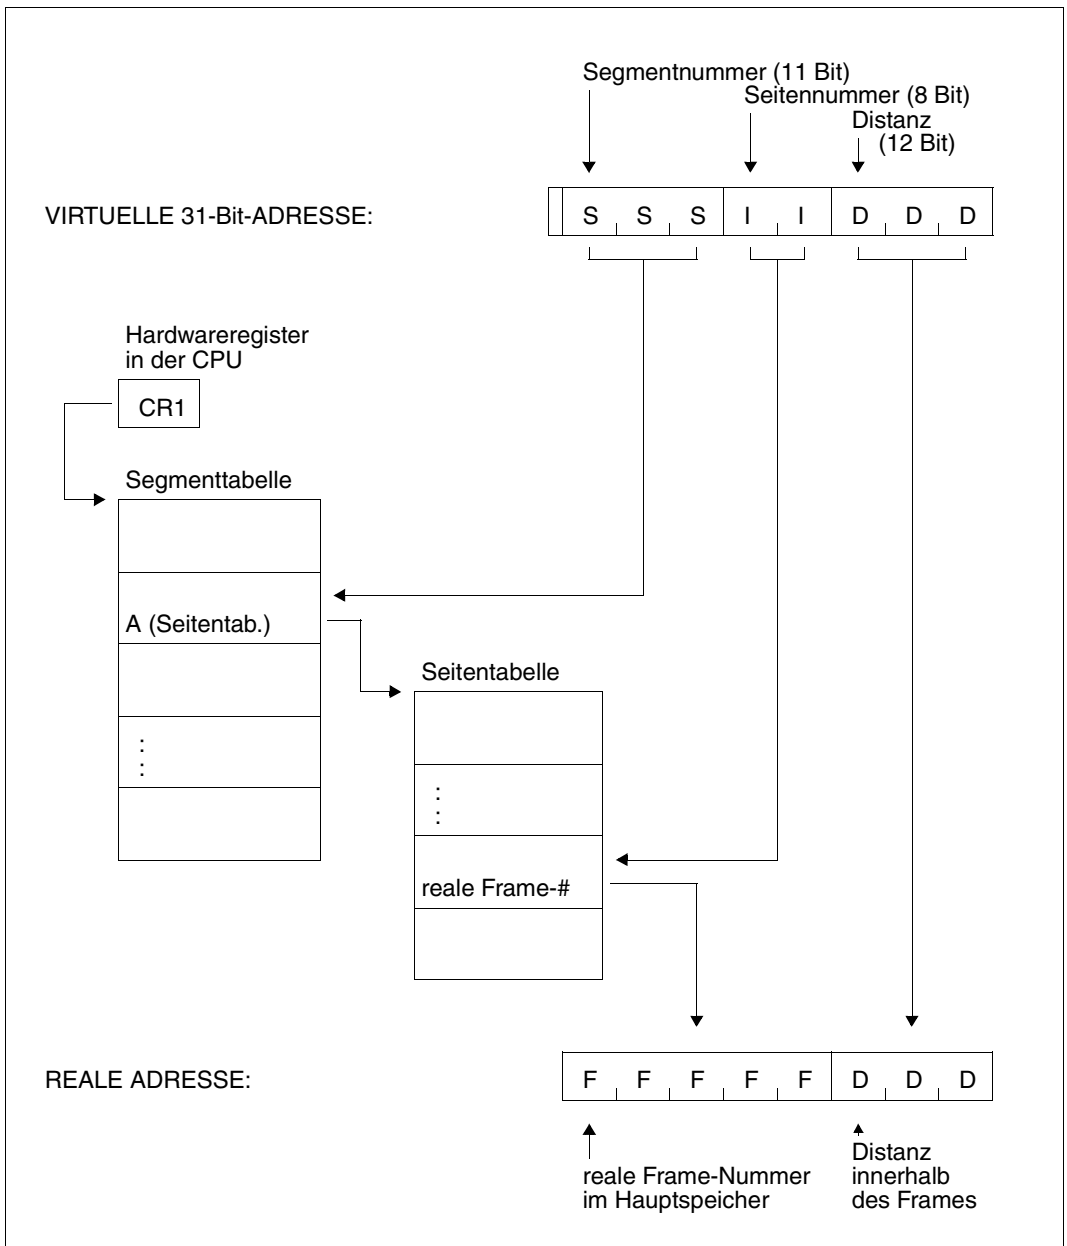 Segmentnummer (11 Bit)
Seitennummer (8 Bit)
Distanz
(12 Bit)
VIRTUELLE 31-Bit-ADRESSE:
S S S I I D D D
Hardwareregister
in der CPU
CR1
Segmenttabelle
A (Seitentab.)
Seitentabelle
:
:
:
:
reale Frame-#
REALE ADRESSE:
F F F F F D D D
reale Frame-Nummer
im Hauptspeicher
Distanz
innerhalb
des Frames